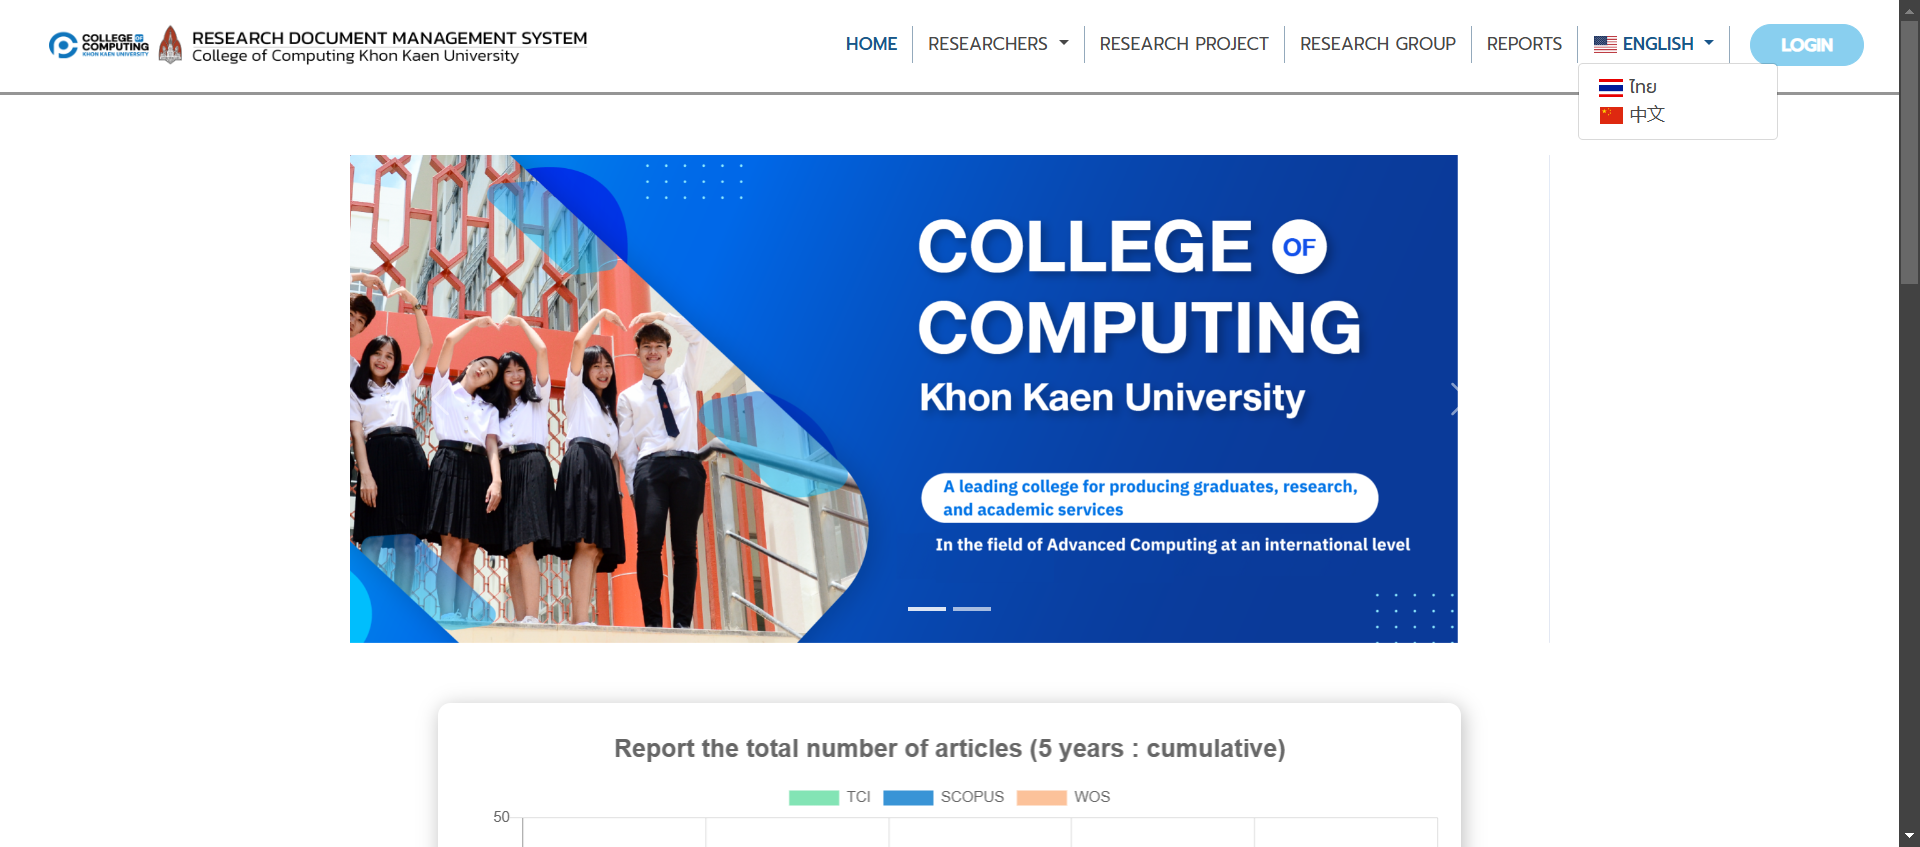 COLLEGE OF
COMPUTING
KHON KAEN UNIVERSITY
RESEARCH DOCUMENT MANAGEMENT SYSTEM
College of Computing Khon Kaen University
HOME
RESEARCHERS
RESEARCH PROJECT
RESEARCH GROUP
REPORTS
ENGLISH
LOGIN
ไทย
中文
COLLEGE OF
COMPUTING
Khon Kaen University
A leading college for producing graduates, research,
and academic services
In the field of Advanced Computing at an international level
Report the total number of articles (5 years : cumulative)
TCI SCOPUS WOS
50